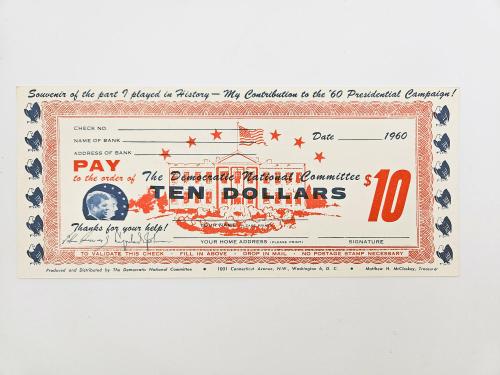 Souvenir of the part I played in History — My Contribution to the '60 Presidential Campaign!
CHECK NO.
NAME OF BANK
ADDRESS OF BANK
Date 1960
PAY
to the order of The Democratic National Committee
TEN DOLLARS $10
Thanks for your help!
YOUR NAME
YOUR HOME ADDRESS (PLEASE PRINT) SIGNATURE
TO VALIDATE THIS CHECK · FILL IN ABOVE · DROP IN MAIL · NO POSTAGE STAMP NECESSARY
Produced and Distributed by The Democratic National Committee • 1001 Connecticut Avenue, N.W., Washington 6, D. C. • Matthew H. McCloskey, Treasurer